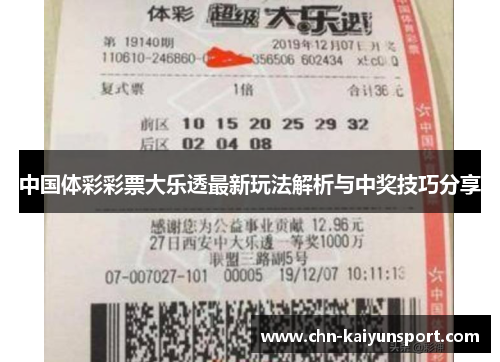 体彩 超级大乐透
第 19140期 2019年12月07日开奖
110610-246860- 356506 602434
复式票 1倍 合计36元
前区 10 15 20 25 29 32
后区 02 04 08
中国体彩彩票大乐透最新玩法解析与中奖技巧分享
感谢您为公益事业贡献 12.96元
27日西安中大乐透一等奖1000万
联盟三路副5号
07-007027-101 00005 19/12/07 10:11:13
www.chn-kaiyunsport.com